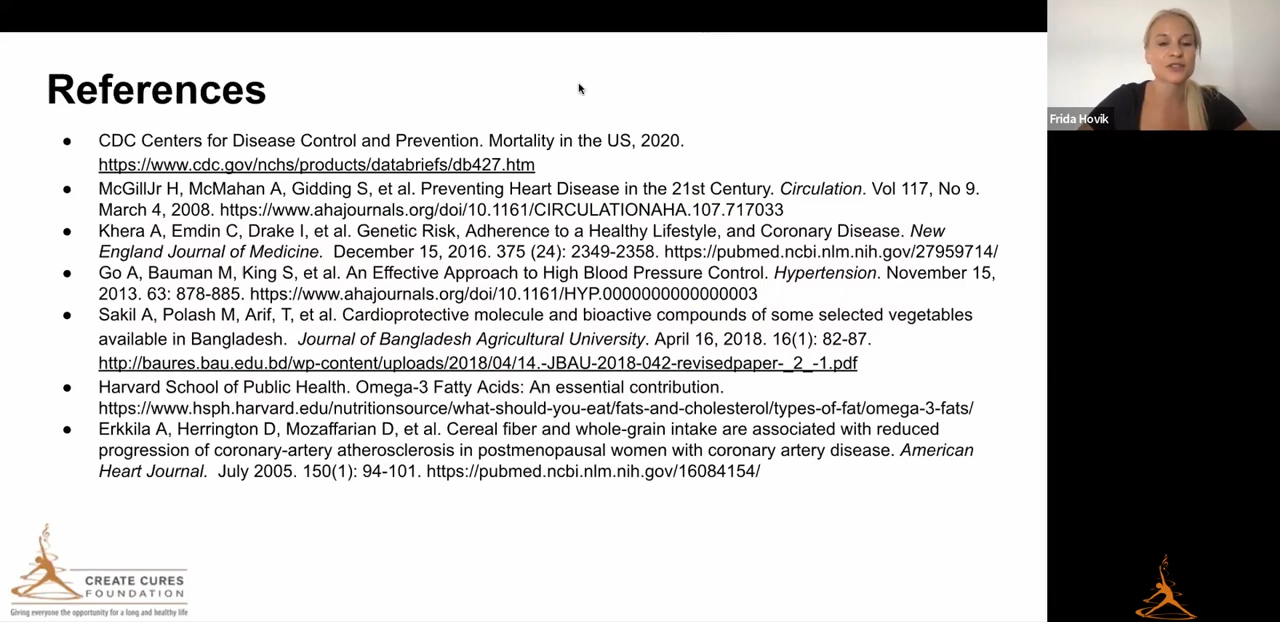 References
CDC Centers for Disease Control and Prevention. Mortality in the US, 2020.
https://www.cdc.gov/nchs/products/databriefs/db427.htm
McGillJr H, McMahan A, Gidding S, et al. Preventing Heart Disease in the 21st Century. Circulation. Vol 117, No 9.
March 4, 2008. https://www.ahajournals.org/doi/10.1161/CIRCULATIONAHA.107.717033
Khera A, Emdin C, Drake I, et al. Genetic Risk, Adherence to a Healthy Lifestyle, and Coronary Disease. New
England Journal of Medicine. December 15, 2016. 375 (24): 2349-2358. https://pubmed.ncbi.nlm.nih.gov/27959714/
Go A, Bauman M, King S, et al. An Effective Approach to High Blood Pressure Control. Hypertension. November 15,
2013. 63: 878-885. https://www.ahajournals.org/doi/10.1161/HYP.0000000000000003
Sakil A, Polash M, Arif, T, et al. Cardioprotective molecule and bioactive compounds of some selected vegetables
available in Bangladesh. Journal of Bangladesh Agricultural University. April 16, 2018. 16(1): 82-87.
http://baures.bau.edu.bd/wp-content/uploads/2018/04/14.-JBAU-2018-042-revisedpaper-_2_-1.pdf
Harvard School of Public Health. Omega-3 Fatty Acids: An essential contribution.
https://www.hsph.harvard.edu/nutritionsource/what-should-you-eat/fats-and-cholesterol/types-of-fat/omega-3-fats/
Erkkila A, Herrington D, Mozaffarian D, et al. Cereal fiber and whole-grain intake are associated with reduced
progression of coronary-artery atherosclerosis in postmenopausal women with coronary artery disease. American
Heart Journal. July 2005. 150(1): 94-101. https://pubmed.ncbi.nlm.nih.gov/16084154/
CREATE CURES
FOUNDATION
Giving everyone the opportunity for a long and healthy life
Frida Hovik